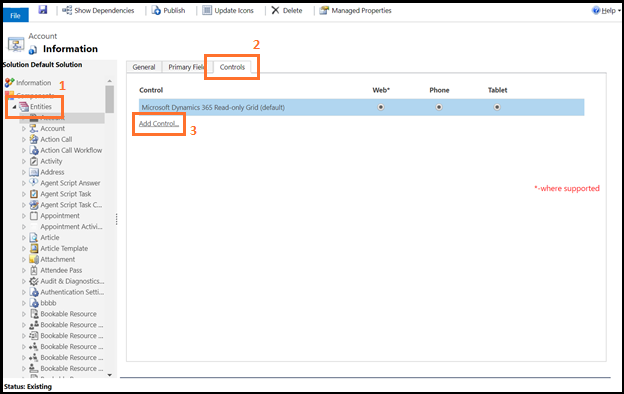 File
Show Dependencies
Publish
Update Icons
Delete
Managed Properties
Help
Account
Information
Solution Default Solution
Information
Components
1
Entities
Account
Account
Action Call
Action Call Workflow
Activity
Address
Agent Script Answer
Agent Script Task
Agent Script Task C...
Appointment
Appointment Activi...
Article
Article Template
Attachment
Attendee Pass
Audit & Diagnostics...
Authentication Setti...
bbbb
Bookable Resource
Bookable Resource ...
Bookable Resource ...
Bookable Resource ...
Bookable Resource ...
Bookable Resource ...
2
General
Primary Field
Controls
Control Web* Phone Tablet
Microsoft Dynamics 365 Read-only Grid (default)
Add Control...
3
*-where supported
Status: Existing